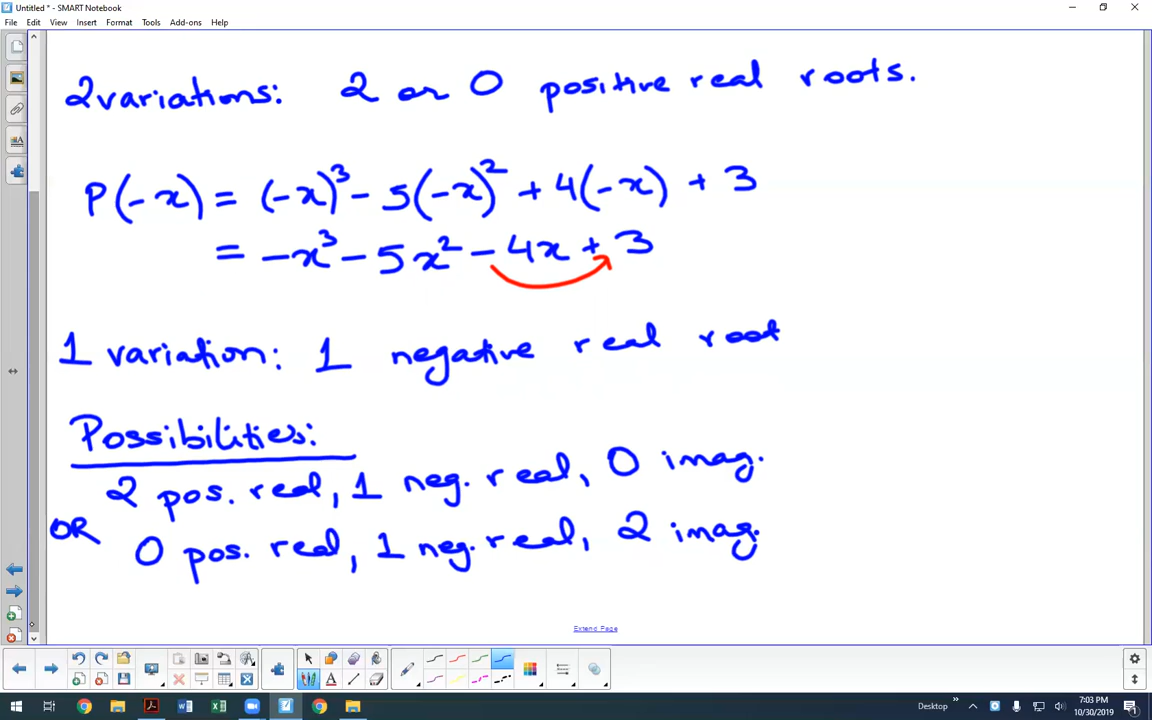 Untitled * - SMART Notebook
File Edit View Insert Format Tools Add-ons Help
2 variations: 2 or 0 positive real roots.
P(-x) = (-x)³ - 5(-x)² + 4(-x) + 3
= -x³ - 5x² - 4x + 3
1 variation: 1 negative real root
Possibilities:
2 pos. real, 1 neg. real, 0 imag.
OR 0 pos. real, 1 neg. real, 2 imag.
Extend Page
Desktop
7:03 PM
10/30/2019